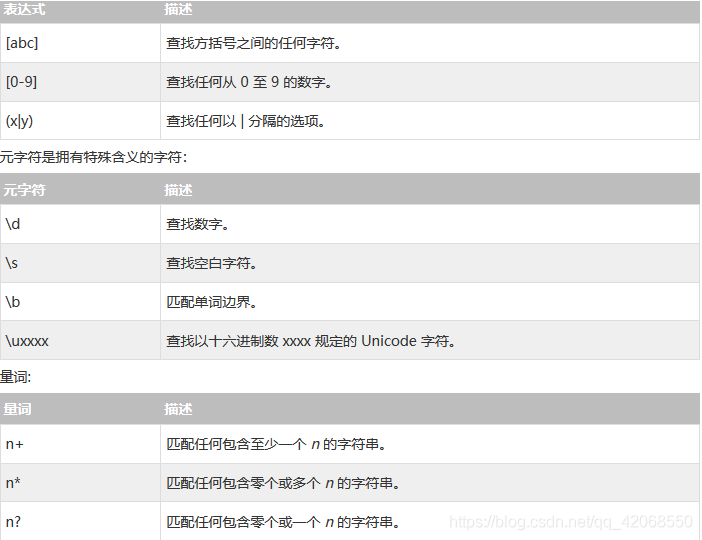 表达式 描述
[abc] 查找方括号之间的任何字符。
[0-9] 查找任何从 0 至 9 的数字。
(x|y) 查找任何以 | 分隔的选项。
元字符是拥有特殊含义的字符：
元字符 描述
\d 查找数字。
\s 查找空白字符。
\b 匹配单词边界。
\uxxxx 查找以十六进制数 xxxx 规定的 Unicode 字符。
量词:
量词 描述
n+ 匹配任何包含至少一个 n 的字符串。
n* 匹配任何包含零个或多个 n 的字符串。
n? 匹配任何包含零个或一个 n 的字符串。
https://blog.csdn.net/qq_42068550